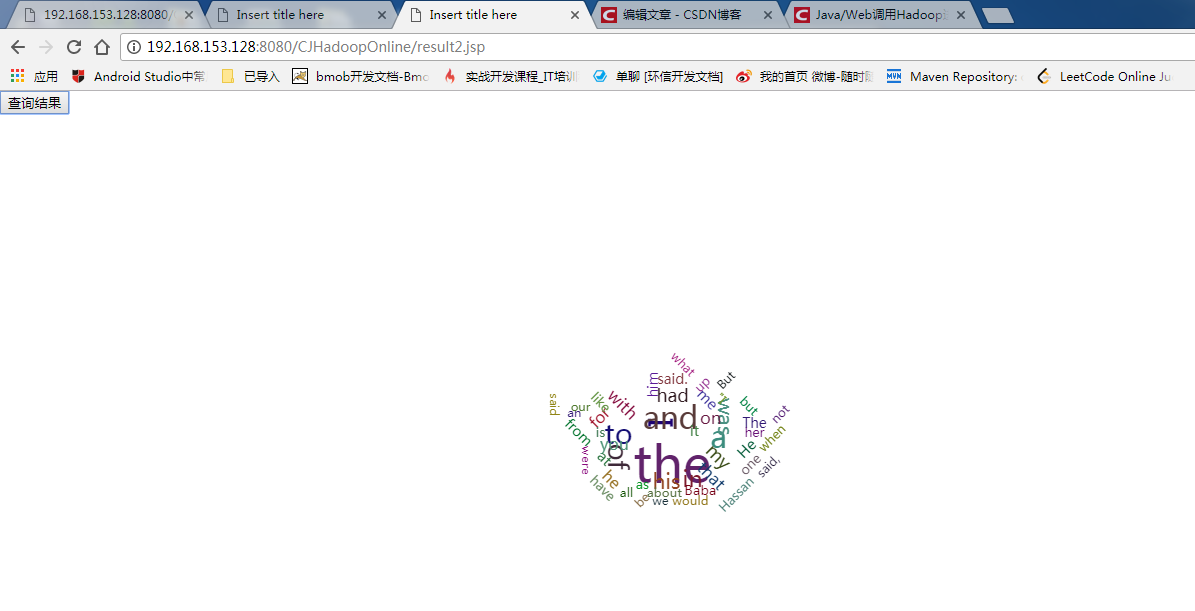 192.168.153.128:8080/
Insert title here
Insert title here
编辑文章 - CSDN博客
Java/Web调用Hadoop
192.168.153.128:8080/CJHadoopOnline/result2.jsp
应用
Android Studio中常
已导入
bmob开发文档-Bmo
实战开发课程_IT培训
单聊 [环信开发文档]
我的首页 微博-随时随
Maven Repository:
LeetCode Online Ju
查询结果
what
him
said.
up
But
had
me
said
our
like
with
an
for
and
was
but
The
not
on
it
her
from
is
to
you
of
a
my
He
when
were
at
the
that
one
said,
he
his
in
have
all
as
about
Baba
Hassan
be
we
would